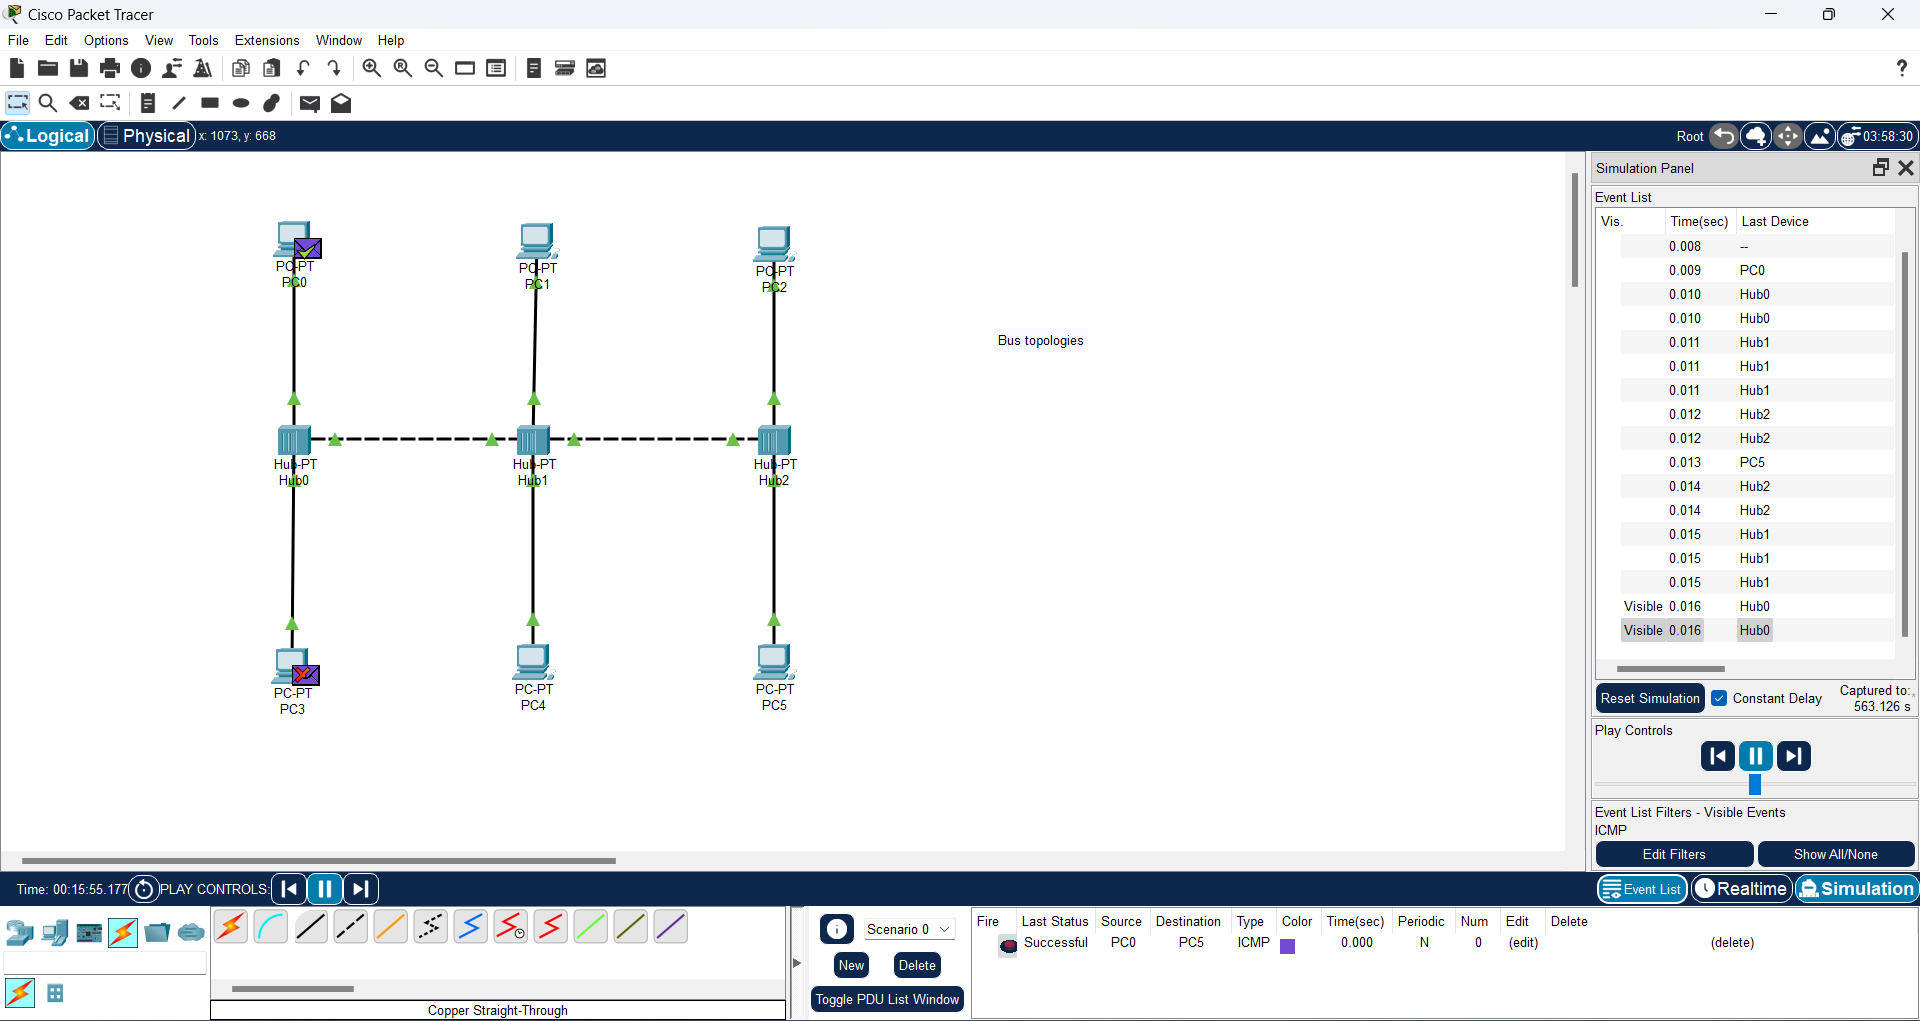 Cisco Packet Tracer
File Edit Options View Tools Extensions Window Help
Logical Physical x: 1073, y: 668 Root 03:58:30
Simulation Panel
Event List
Vis. Time(sec) Last Device
0.008 --
0.009 PC0
0.010 Hub0
0.010 Hub0
0.011 Hub1
0.011 Hub1
0.011 Hub1
0.012 Hub2
0.012 Hub2
0.013 PC5
0.014 Hub2
0.014 Hub2
0.015 Hub1
0.015 Hub1
0.015 Hub1
Visible 0.016 Hub0
Visible 0.016 Hub0
Reset Simulation Constant Delay Captured to:
563.126 s
Play Controls
Event List Filters - Visible Events
ICMP
Edit Filters Show All/None
PC-PT
PC0
PC-PT
PC1
PC-PT
PC2
Bus topologies
Hub-PT
Hub0
Hub-PT
Hub1
Hub-PT
Hub2
PC-PT
PC3
PC-PT
PC4
PC-PT
PC5
Time: 00:15:55.177 PLAY CONTROLS: Event List Realtime Simulation
Copper Straight-Through
Scenario 0
New Delete
Toggle PDU List Window
Fire Last Status Source Destination Type Color Time(sec) Periodic Num Edit Delete
Successful PC0 PC5 ICMP 0.000 N 0 (edit) (delete)